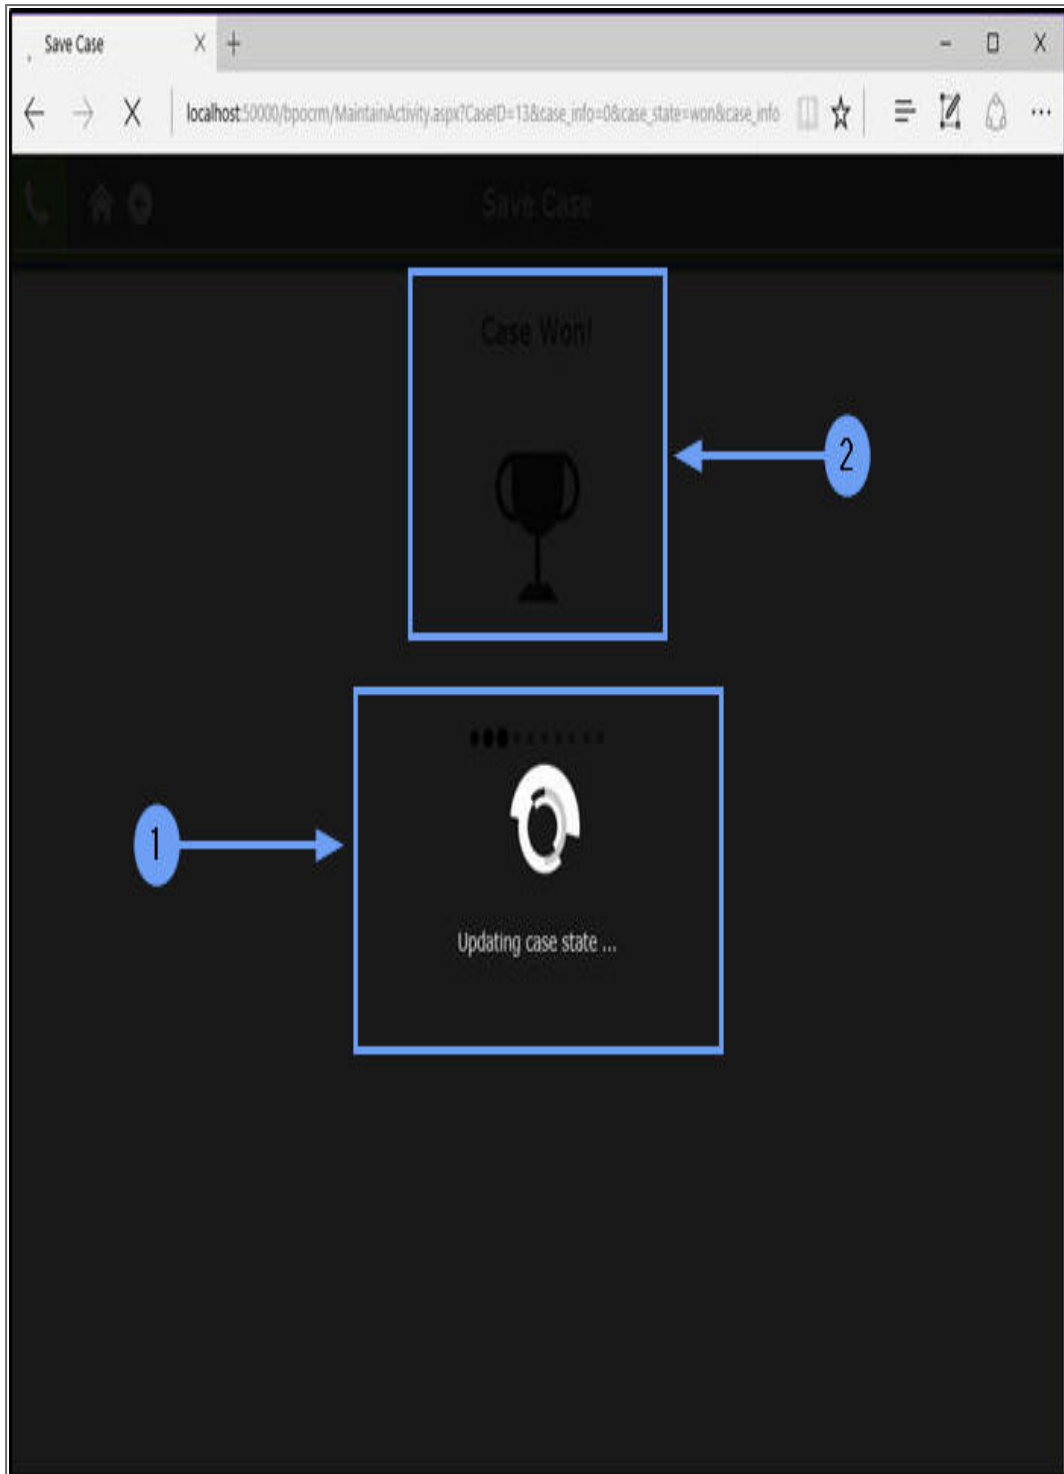 Save Case
localhost:50000/bpocrm/MaintainActivity.aspx?CaseID=13&case_info=0&case_state=won&case_info
Save Case
Case Won!
2
1
Updating case state ...